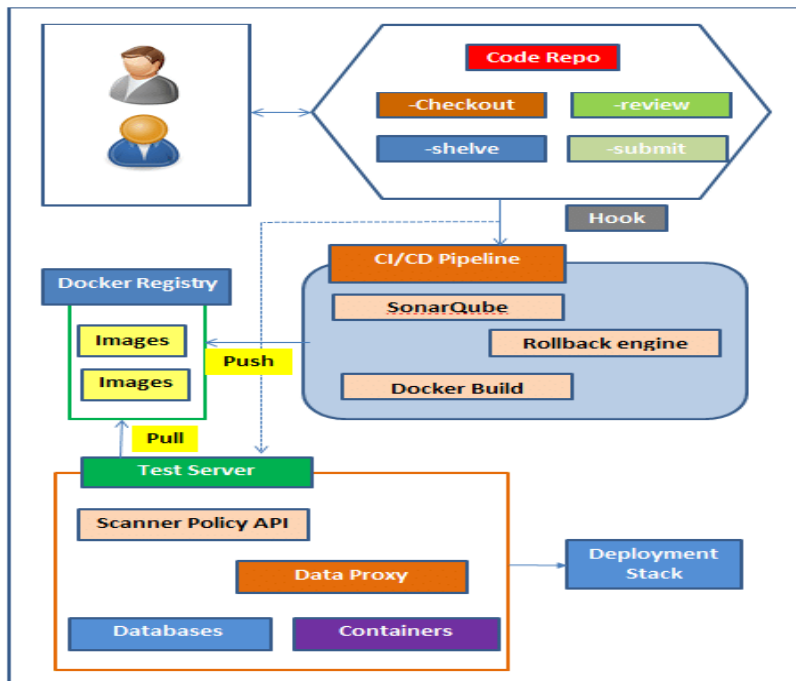 Code Repo
-Checkout
-review
-shelve
-submit
Hook
CI/CD Pipeline
Docker Registry
SonarQube
Images
Rollback engine
Push
Images
Docker Build
Pull
Test Server
Scanner Policy API
Deployment
Stack
Data Proxy
Databases
Containers